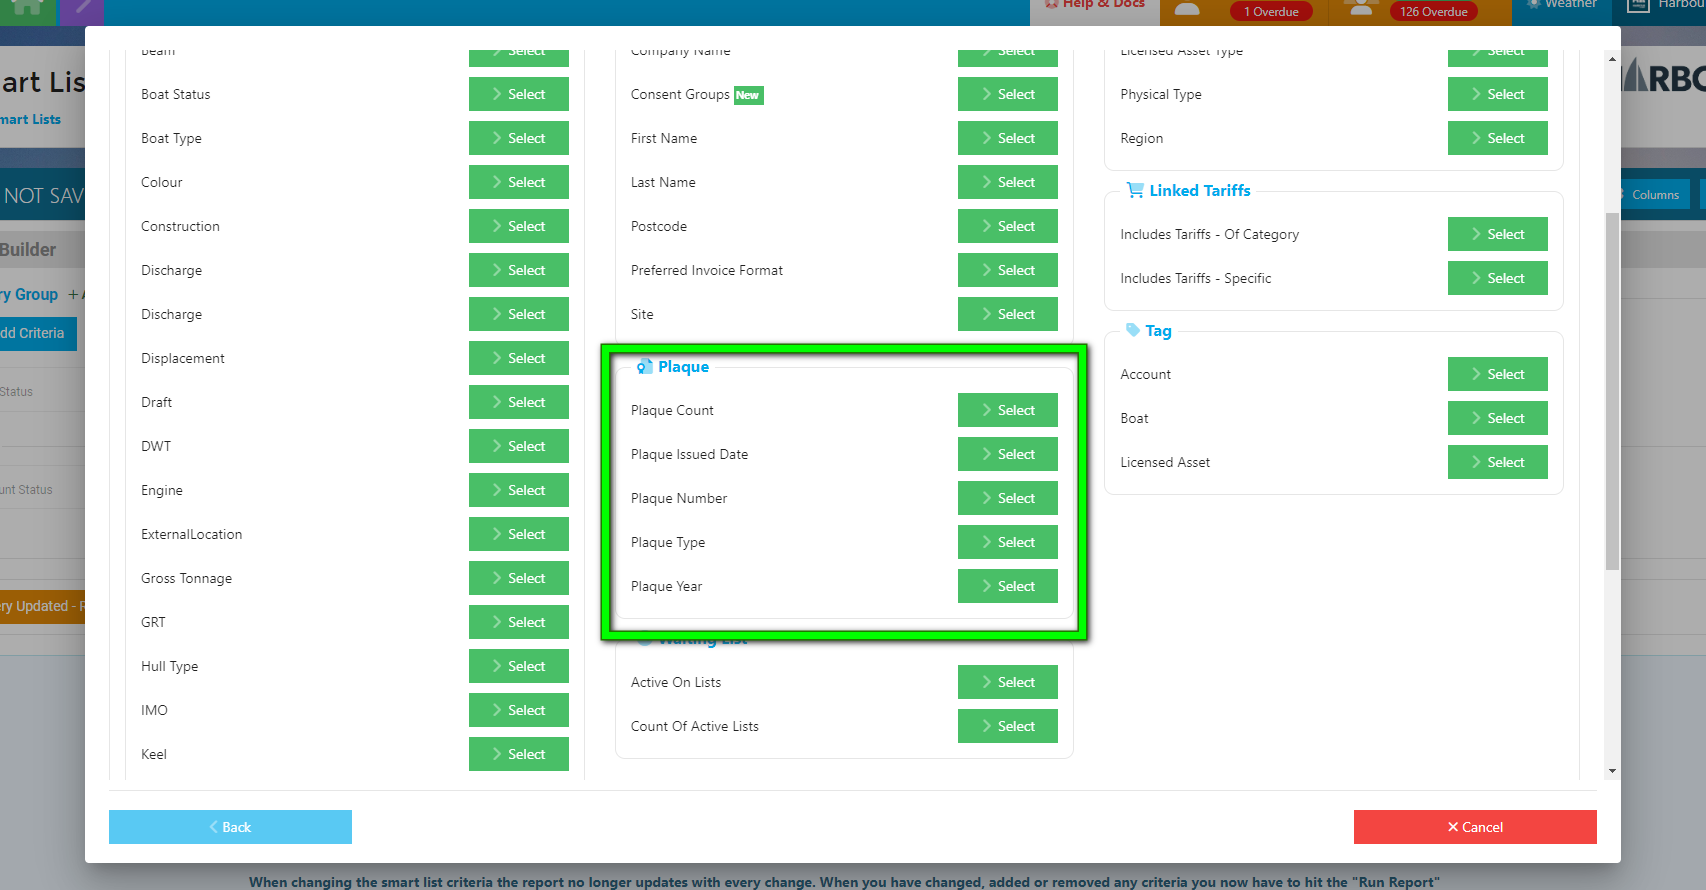 Help & Docs
1 Overdue
126 Overdue
Weather
Harbou
art Lis
mart Lists
ARBO
NOT SAV
Columns
Builder
ry Group + A
dd Criteria
Status
unt Status
ry Updated - R
Beam
Select
Boat Status
Select
Boat Type
Select
Colour
Select
Construction
Select
Discharge
Select
Discharge
Select
Displacement
Select
Draft
Select
DWT
Select
Engine
Select
ExternalLocation
Select
Gross Tonnage
Select
GRT
Select
Hull Type
Select
IMO
Select
Keel
Select
Company Name
Select
Consent Groups New
Select
First Name
Select
Last Name
Select
Postcode
Select
Preferred Invoice Format
Select
Site
Select
Plaque
Plaque Count
Select
Plaque Issued Date
Select
Plaque Number
Select
Plaque Type
Select
Plaque Year
Select
Waiting List
Active On Lists
Select
Count Of Active Lists
Select
Licensed Asset Type
Select
Physical Type
Select
Region
Select
Linked Tariffs
Includes Tariffs - Of Category
Select
Includes Tariffs - Specific
Select
Tag
Account
Select
Boat
Select
Licensed Asset
Select
Back
Cancel
When changing the smart list criteria the report no longer updates with every change. When you have changed, added or removed any criteria you now have to hit the "Run Report"